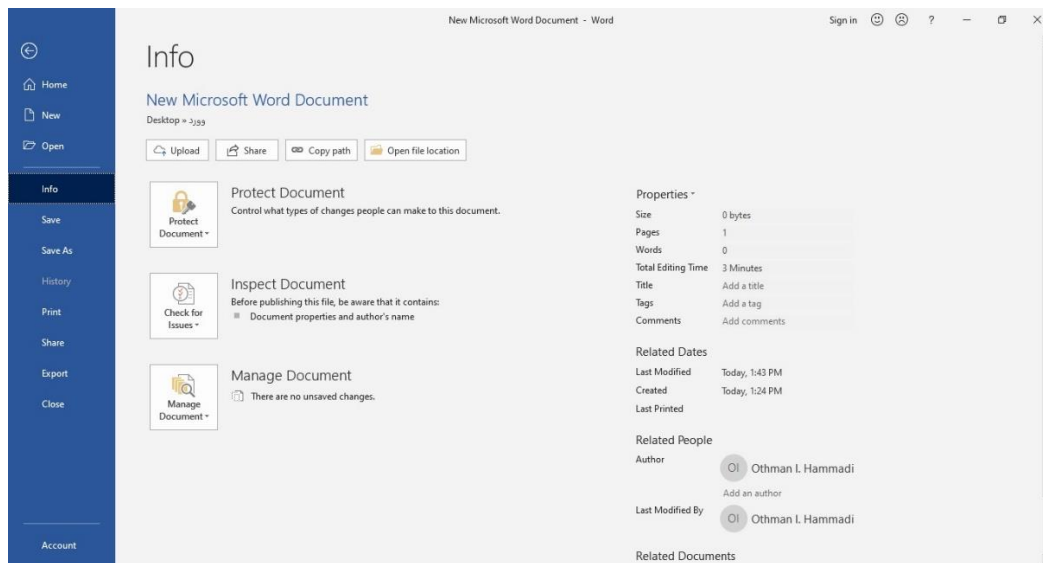 New Microsoft Word Document - Word
Sign in
?
Home
New
Open
Info
Save
Save As
History
Print
Share
Export
Close
Account
Info
New Microsoft Word Document
Desktop » وورد
Upload
Share
Copy path
Open file location
Protect
Document
Protect Document
Control what types of changes people can make to this document.
Check for
Issues
Inspect Document
Before publishing this file, be aware that it contains:
Document properties and author's name
Manage
Document
Manage Document
There are no unsaved changes.
Properties
Size 0 bytes
Pages 1
Words 0
Total Editing Time 3 Minutes
Title Add a title
Tags Add a tag
Comments Add comments
Related Dates
Last Modified Today, 1:43 PM
Created Today, 1:24 PM
Last Printed
Related People
Author OI Othman I. Hammadi
Add an author
Last Modified By OI Othman I. Hammadi
Related Documents